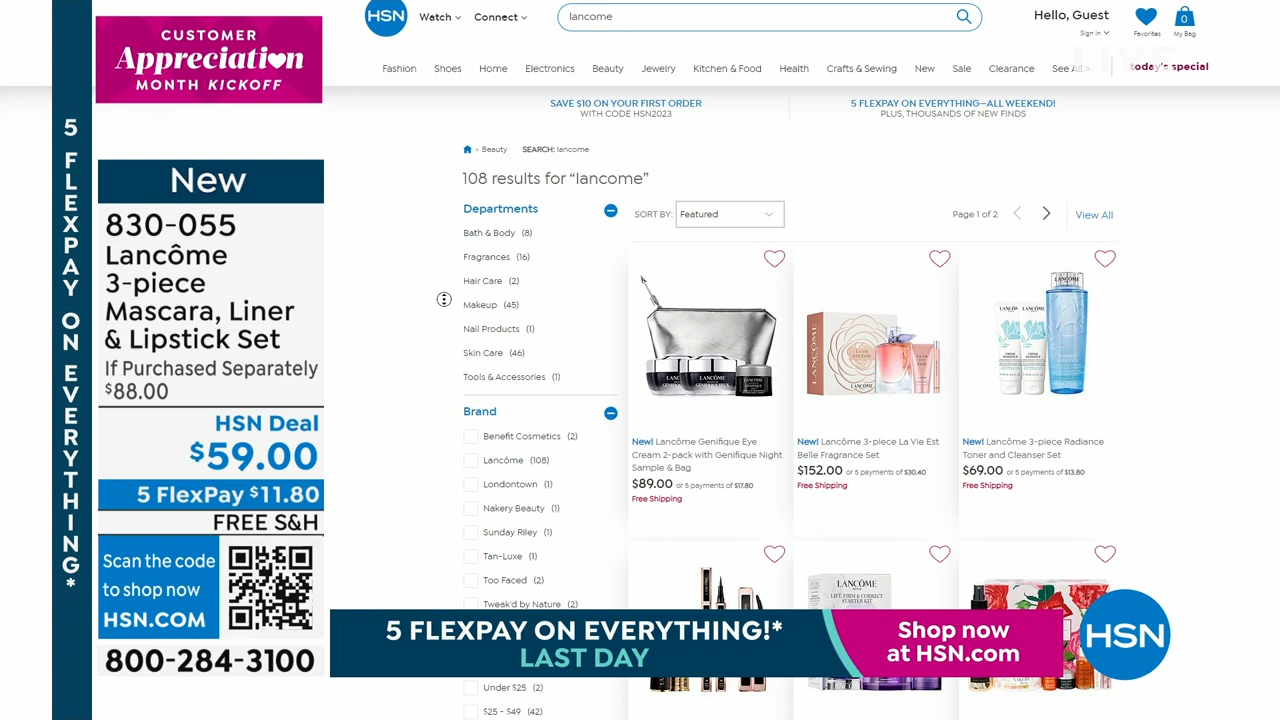 CUSTOMER
Appreciation
MONTH KICKOFF
5 FLEXPAY ON EVERYTHING*
New
830-055
Lancôme
3-piece
Mascara, Liner
& Lipstick Set
If Purchased Separately
$88.00
HSN Deal
$59.00
5 FlexPay $11.80
FREE S&H
Scan the code
to shop now
HSN.COM
800-284-3100
HSN
Watch
Connect
lancome
Hello, Guest
Sign In
Favorites
0
My Bag
LIVE
Fashion Shoes Home Electronics Beauty Jewelry Kitchen & Food Health Crafts & Sewing New Sale Clearance See All today's special
SAVE $10 ON YOUR FIRST ORDER
WITH CODE HSN2023
5 FLEXPAY ON EVERYTHING—ALL WEEKEND!
PLUS, THOUSANDS OF NEW FINDS
> Beauty SEARCH: lancome
108 results for “lancome”
Departments
Bath & Body (8)
Fragrances (16)
Hair Care (2)
Makeup (45)
Nail Products (1)
Skin Care (46)
Tools & Accessories (1)
Brand
Benefit Cosmetics (2)
Lancôme (108)
Londontown (1)
Nakery Beauty (1)
Sunday Riley (1)
Tan-Luxe (1)
Too Faced (2)
Tweak'd by Nature (2)
Under $25 (2)
$25 - $49 (42)
SORT BY: Featured
Page 1 of 2
View All
New! Lancôme Genifique Eye
Cream 2-pack with Genifique Night
Sample & Bag
$89.00 or 5 payments of $17.80
Free Shipping
LANCÔME
New! Lancôme 3-piece La Vie Est
Belle Fragrance Set
$152.00 or 5 payments of $30.40
Free Shipping
LANCÔME
New! Lancôme 3-piece Radiance
Toner and Cleanser Set
$69.00 or 5 payments of $13.80
Free Shipping
LANCÔME
LIFT, FIRM & CORRECT
STARTER KIT
5 FLEXPAY ON EVERYTHING!*
LAST DAY
Shop now
at HSN.com
HSN